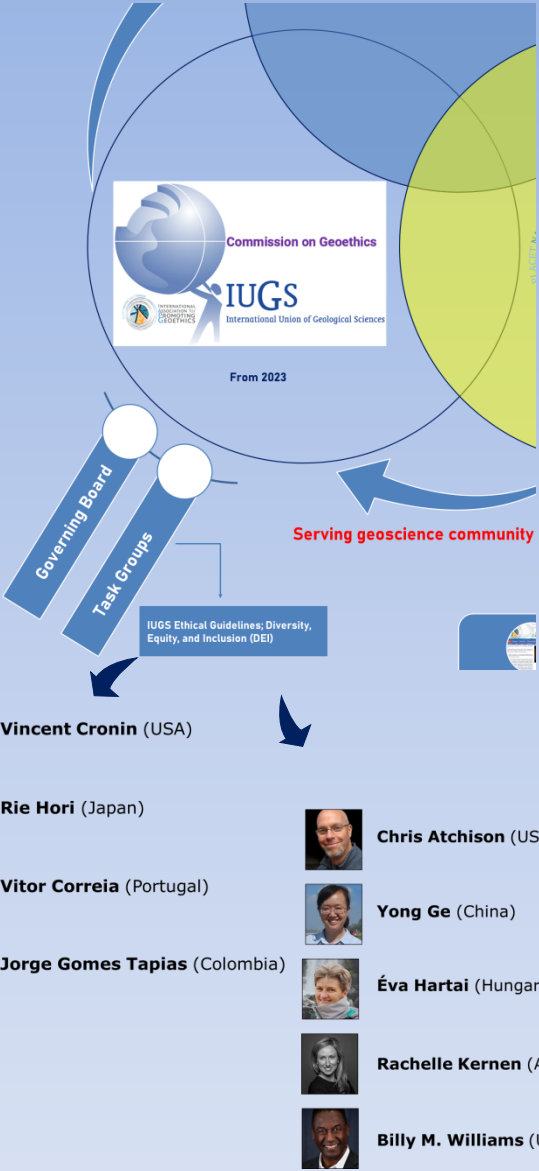 Commission on Geoethics
INTERNATIONAL
ASSOCIATION for
PROMOTING
GEOETHICS
IUGS
International Union of Geological Sciences
From 2023
Governing Board
Task Groups
Serving geoscience community
IUGS Ethical Guidelines; Diversity,
Equity, and Inclusion (DEI)
Vincent Cronin (USA)
Rie Hori (Japan)
Vitor Correia (Portugal)
Jorge Gomes Tapias (Colombia)
Chris Atchison (US
Yong Ge (China)
Éva Hartai (Hungar
Rachelle Kernen (A
Billy M. Williams (U